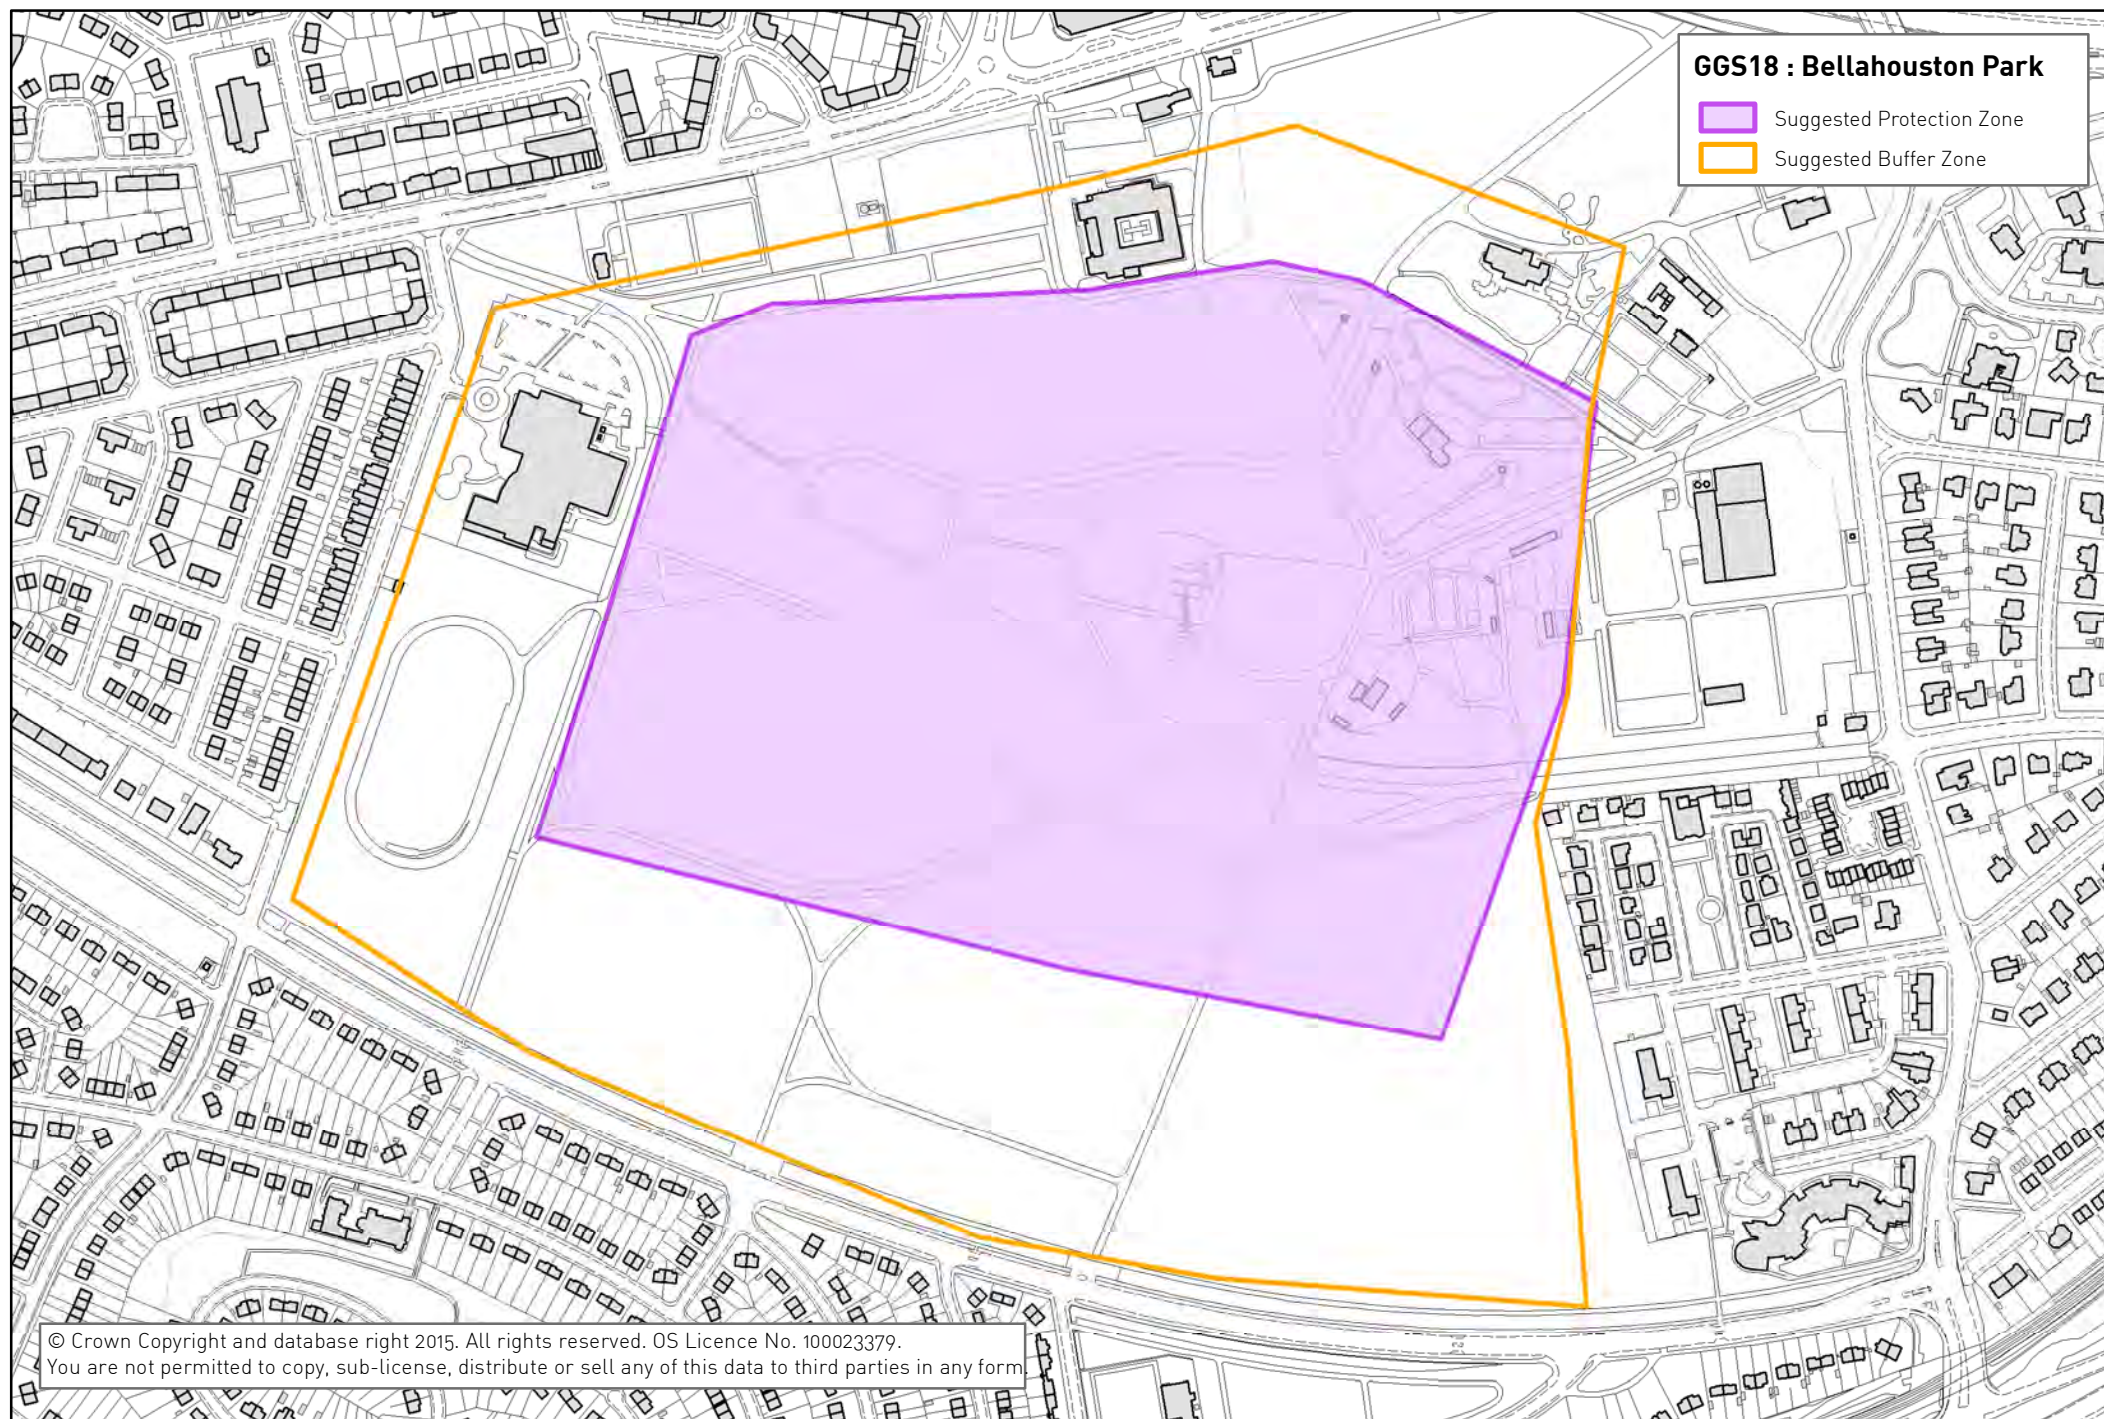 GGS18 : Bellahouston Park
Suggested Protection Zone
Suggested Buffer Zone
© Crown Copyright and database right 2015. All rights reserved. OS Licence No. 100023379.
You are not permitted to copy, sub-license, distribute or sell any of this data to third parties in any form.